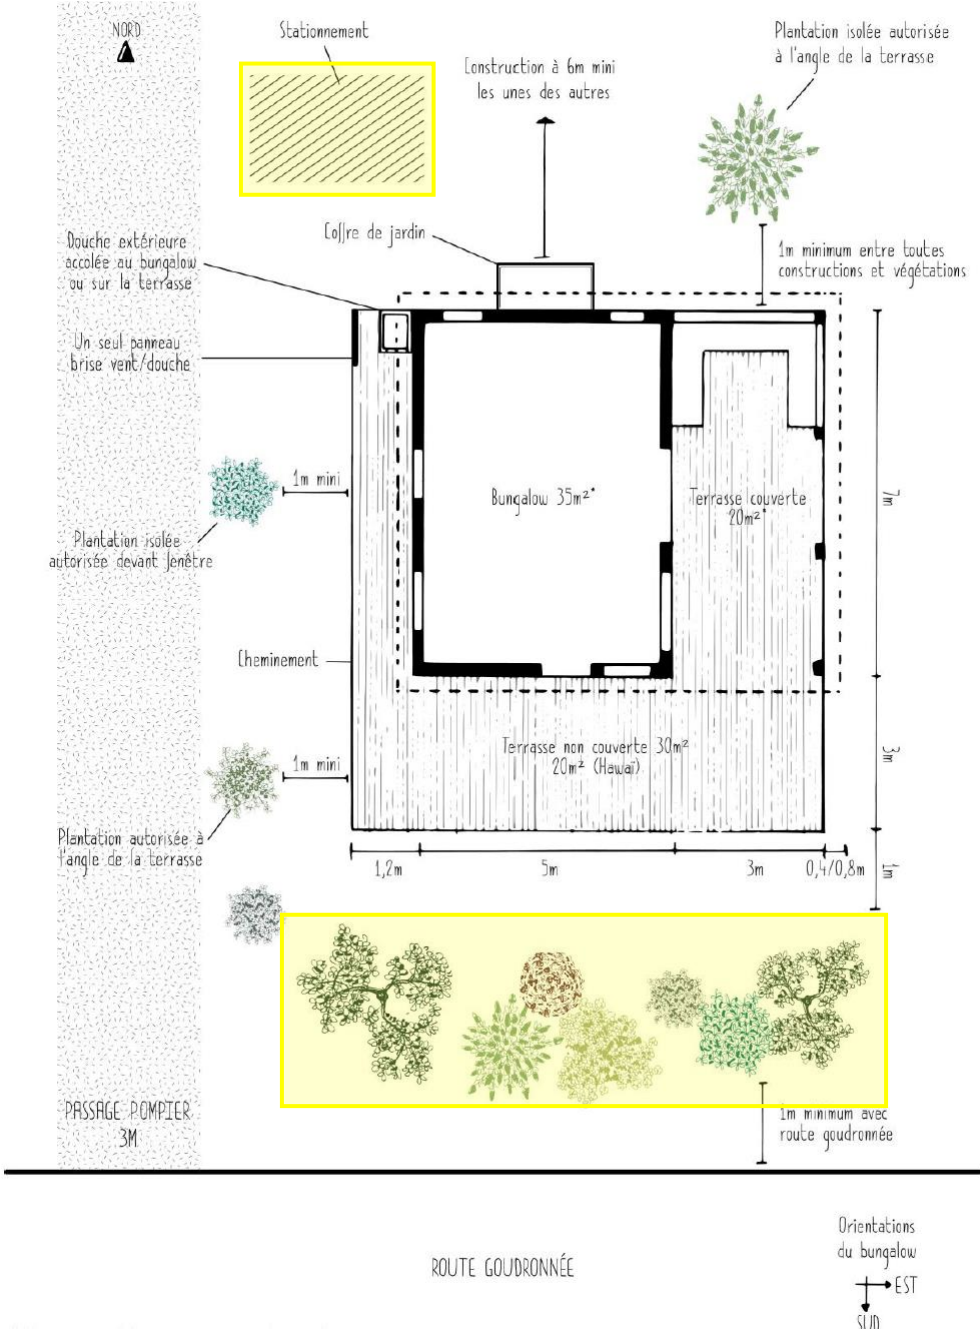 NORD
Stationnement
Construction à 6m mini
les unes des autres
Plantation isolée autorisée
à l'angle de la terrasse
Coffre de jardin
Douche extérieure
accolée au bungalow
ou sur la terrasse
1m minimum entre toutes
constructions et végétations
Un seul panneau
brise vent/douche
1m mini
Bungalow 35m²*
Terrasse couverte
20m²*
7m
Plantation isolée
autorisée devant fenêtre
Cheminement
Terrasse non couverte 30m²
20m² (Hawaï)
3m
1m mini
Plantation autorisée à
l'angle de la terrasse
1,2m
5m
3m
0,4/0,8m
1m
PASSAGE POMPIER
3M
1m minimum avec
route goudronnée
ROUTE GOUDRONNÉE
Orientations
du bungalow
EST
SUD